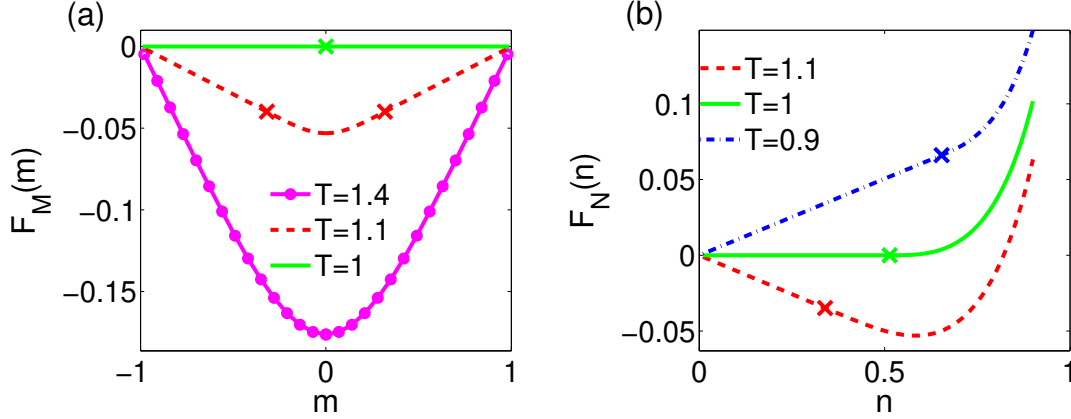 (a)
F_M(m)
0
−0.05
−0.1
−0.15
T=1.4
T=1.1
T=1
−1
0
1
m
(b)
F_N(n)
0.1
0.05
0
−0.05
T=1.1
T=1
T=0.9
0
0.5
1
n